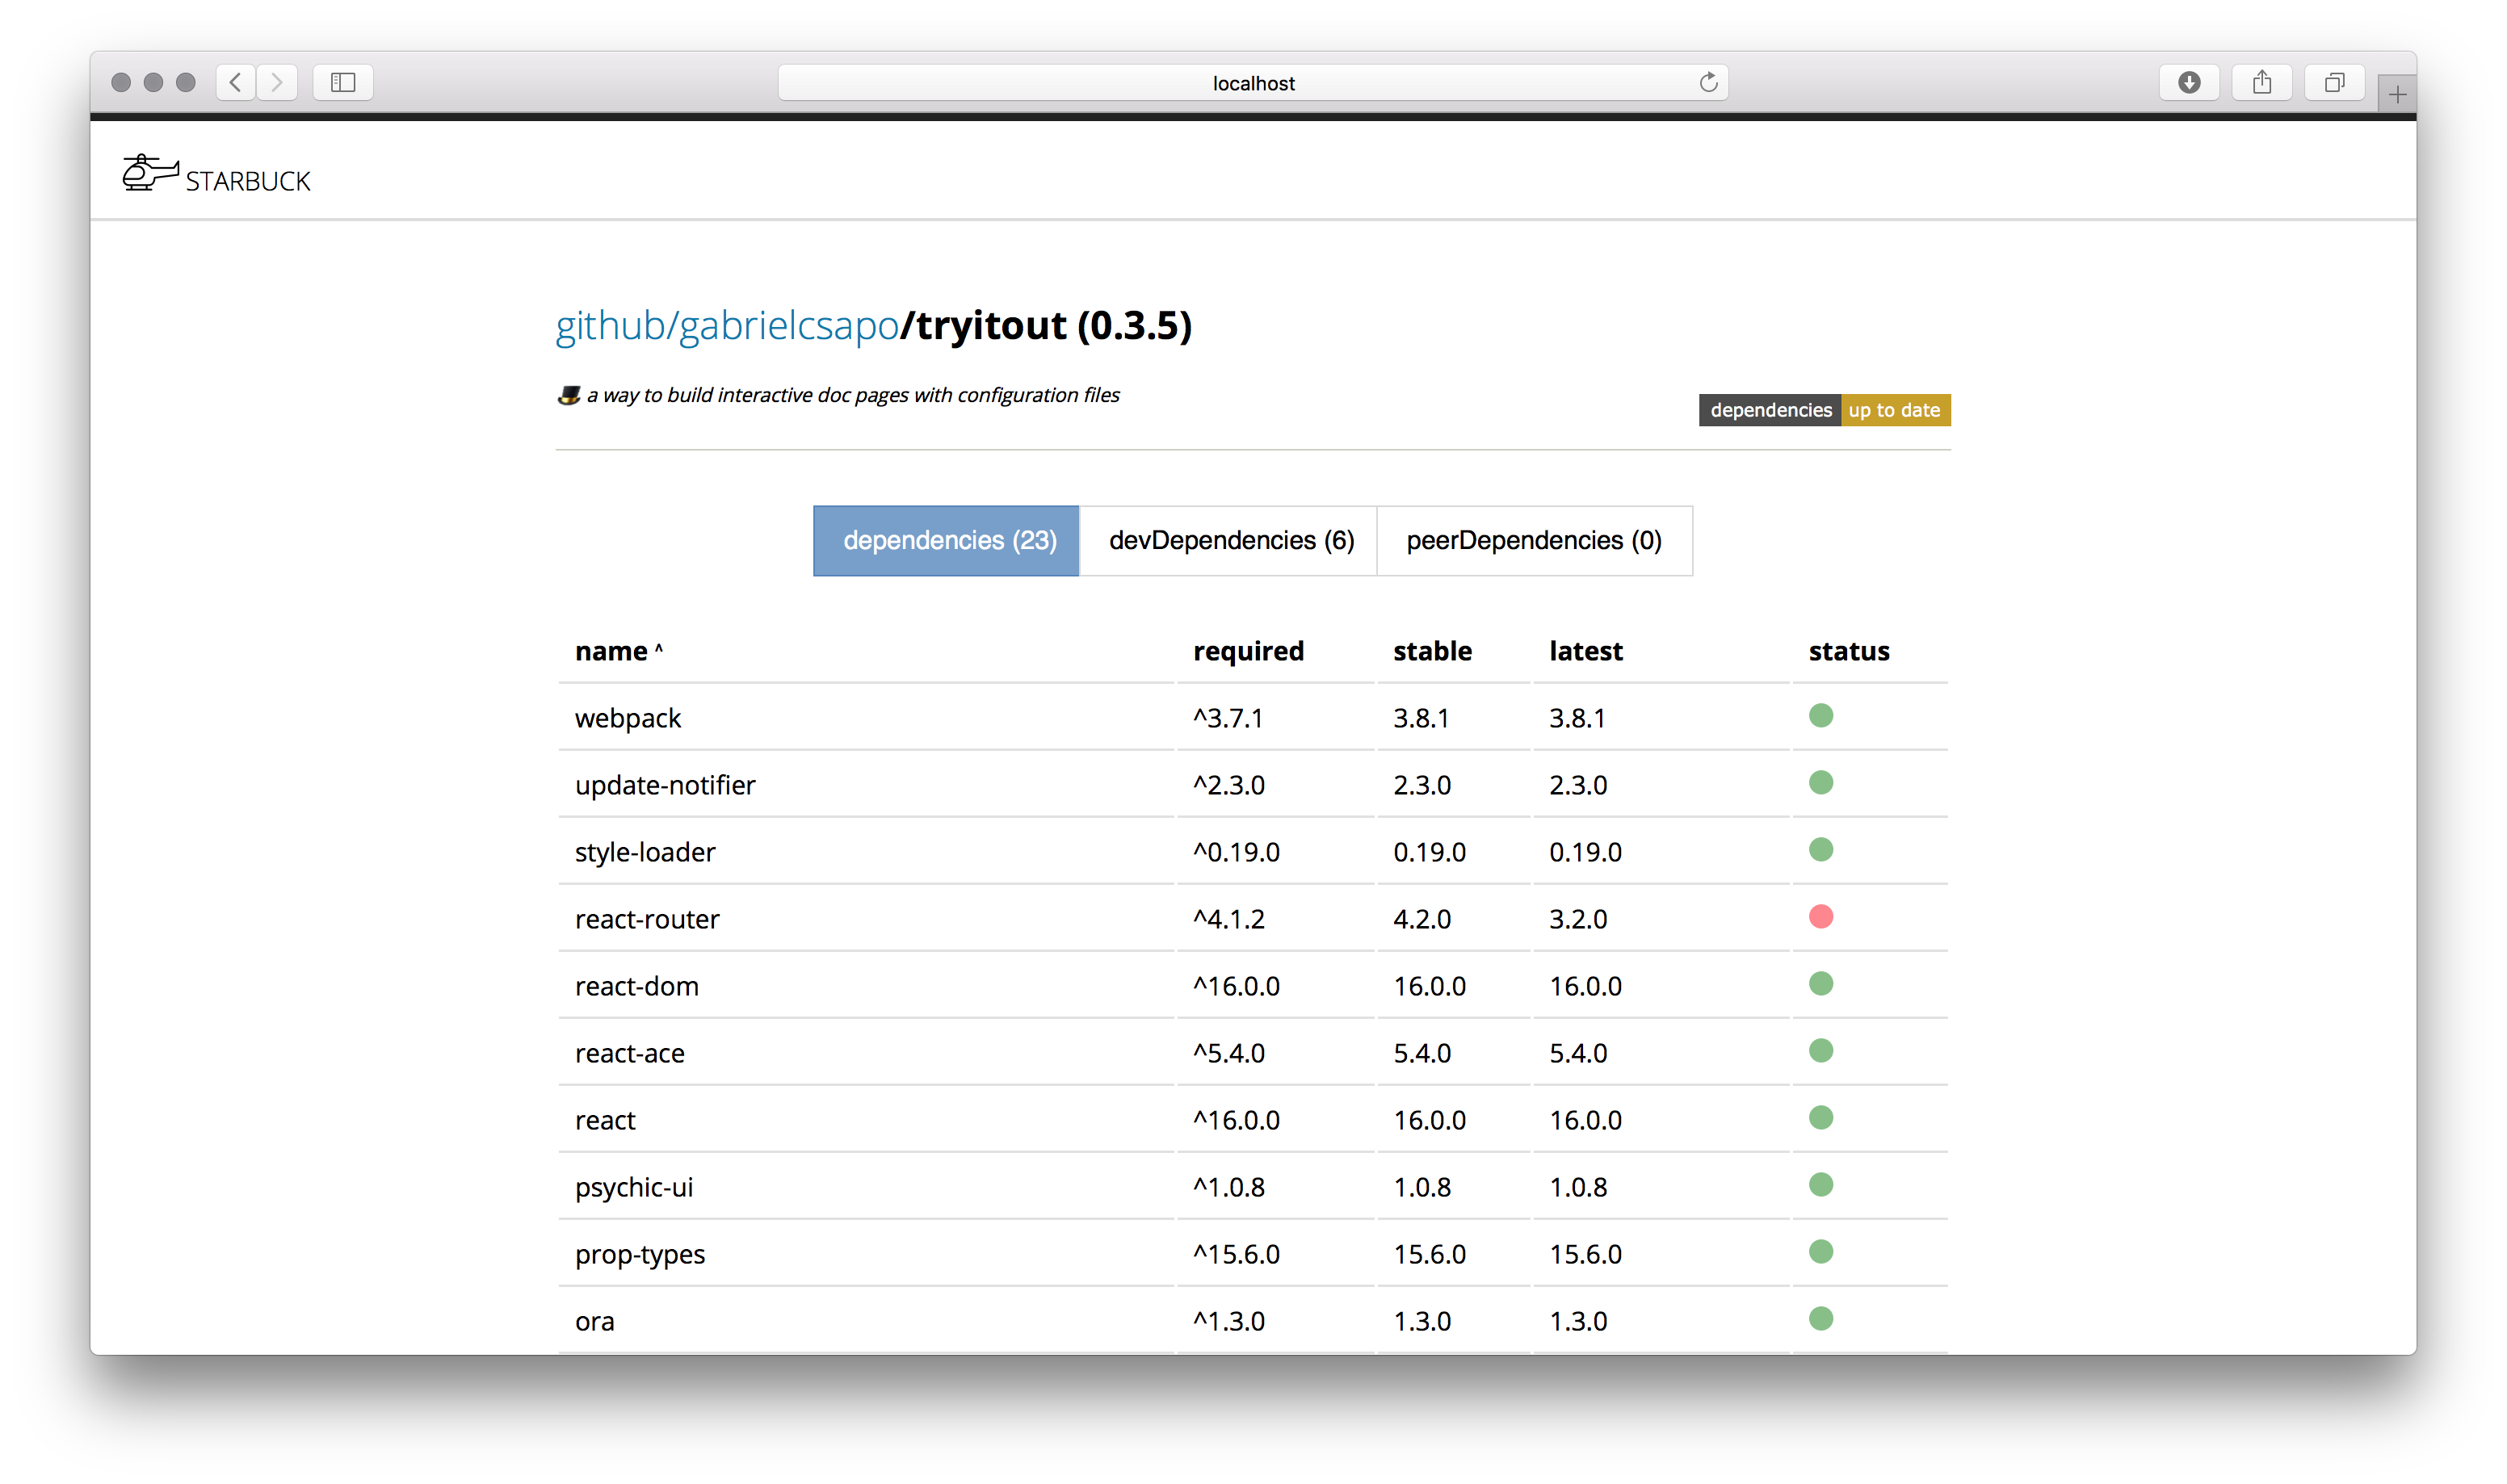 localhost
STARBUCK
github/gabrielcsapo/tryitout (0.3.5)
🎩 a way to build interactive doc pages with configuration files
dependencies up to date
dependencies (23) devDependencies (6) peerDependencies (0)
name ^ required stable latest status
webpack ^3.7.1 3.8.1 3.8.1
update-notifier ^2.3.0 2.3.0 2.3.0
style-loader ^0.19.0 0.19.0 0.19.0
react-router ^4.1.2 4.2.0 3.2.0
react-dom ^16.0.0 16.0.0 16.0.0
react-ace ^5.4.0 5.4.0 5.4.0
react ^16.0.0 16.0.0 16.0.0
psychic-ui ^1.0.8 1.0.8 1.0.8
prop-types ^15.6.0 15.6.0 15.6.0
ora ^1.3.0 1.3.0 1.3.0